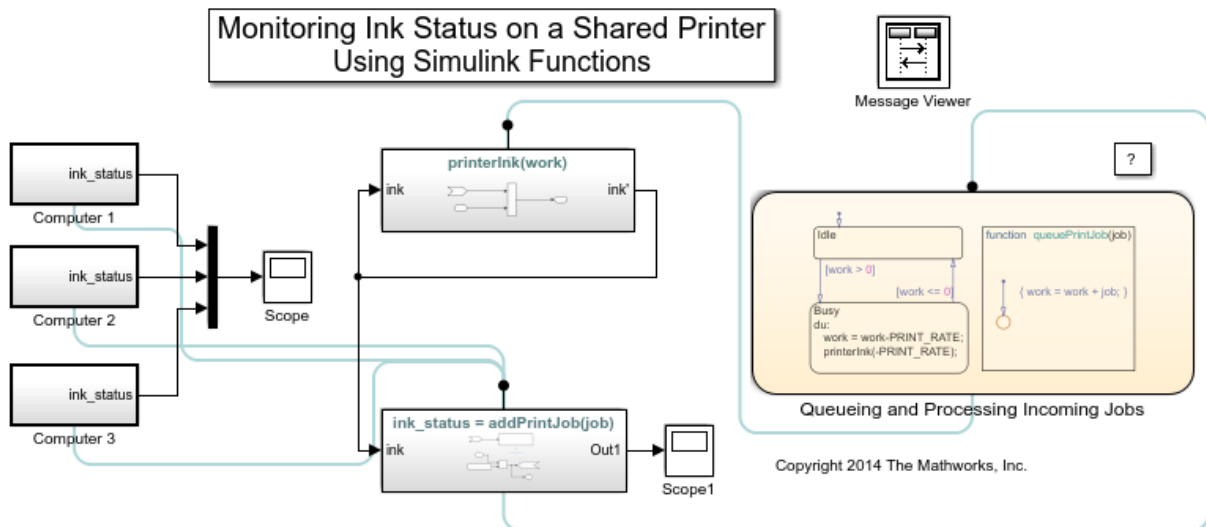 Monitoring Ink Status on a Shared Printer
Using Simulink Functions
Message Viewer
ink_status
Computer 1
ink_status
Computer 2
ink_status
Computer 3
Scope
printerInk(work)
ink
ink'
ink_status = addPrintJob(job)
ink
Out1
Scope1
?
Idle
[work > 0]
[work <= 0]
Busy
du:
work = work-PRINT_RATE;
printerInk(-PRINT_RATE);
function queuePrintJob(job)
{ work = work + job; }
Queueing and Processing Incoming Jobs
Copyright 2014 The Mathworks, Inc.